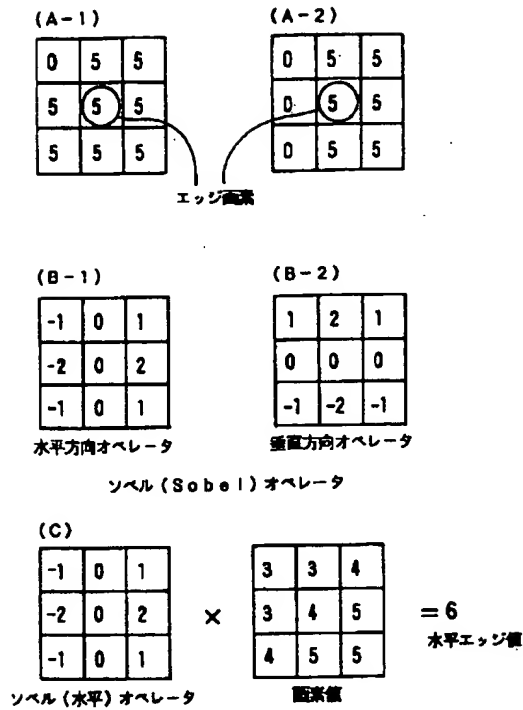 (A-1) (A-2)
0 5 5 0 5 5
5 5 5 0 5 5
5 5 5 0 5 5
エッジ画素
(B-1) (B-2)
-1 0 1 1 2 1
-2 0 2 0 0 0
-1 0 1 -1 -2 -1
水平方向オペレータ 垂直方向オペレータ
ソベル(Sobel)オペレータ
(C)
-1 0 1 3 3 4
-2 0 2 × 3 4 5 =6
-1 0 1 4 5 5 水平エッジ値
ソベル(水平)オペレータ 画素値